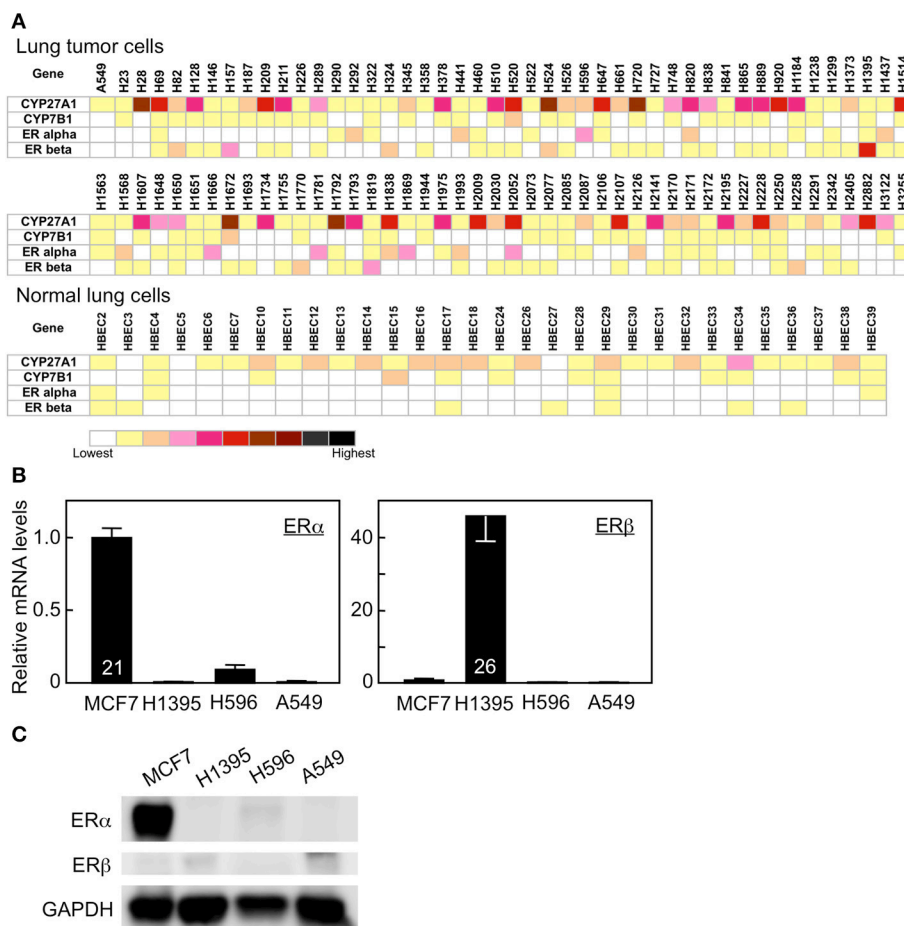 A
Lung tumor cells
Gene A549 H23 H28 H69 H82 H128 H146 H157 H187 H209 H211 H226 H289 H290 H292 H322 H324 H345 H358 H378 H441 H460 H510 H520 H522 H524 H526 H596 H647 H661 H720 H727 H748 H820 H838 H841 H865 H889 H920 H1184 H1238 H1299 H1373 H1395 H1437 H1514
CYP27A1
CYP7B1
ER alpha
ER beta
H1563 H1568 H1607 H1648 H1650 H1651 H1666 H1672 H1693 H1734 H1755 H1770 H1781 H1792 H1819 H1838 H1869 H1944 H1975 H1993 H2009 H2030 H2052 H2073 H2077 H2085 H2087 H2106 H2107 H2126 H2141 H2170 H2171 H2172 H2195 H2227 H2228 H2250 H2258 H2291 H2342 H2405 H2882 H3122 H3255
CYP27A1
CYP7B1
ER alpha
ER beta
Normal lung cells
Gene HBEC2 HBEC3 HBEC4 HBEC5 HBEC6 HBEC7 HBEC10 HBEC11 HBEC12 HBEC13 HBEC14 HBEC15 HBEC16 HBEC17 HBEC18 HBEC24 HBEC26 HBEC27 HBEC28 HBEC29 HBEC30 HBEC31 HBEC32 HBEC33 HBEC34 HBEC35 HBEC36 HBEC37 HBEC38 HBEC39
CYP27A1
CYP7B1
ER alpha
ER beta
Lowest Highest
B
Relative mRNA levels
1.0
0.5
0
ERα
21
MCF7 H1395 H596 A549
40
20
0
ERβ
26
MCF7 H1395 H596 A549
C
MCF7 H1395 H596 A549
ERα
ERβ
GAPDH